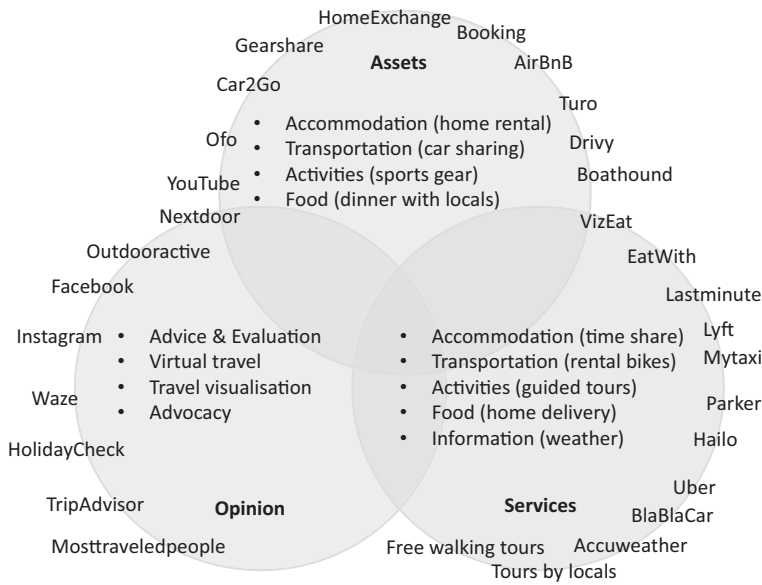 HomeExchange
Booking
Gearshare
Assets
AirBnB
Car2Go
Turo
• Accommodation (home rental)
• Transportation (car sharing)
• Activities (sports gear)
• Food (dinner with locals)
Ofo
Drivy
YouTube
Boathound
Nextdoor
VizEat
Outdooractive
EatWith
Facebook
Lastminute
Instagram
• Advice & Evaluation
• Virtual travel
• Travel visualisation
• Advocacy
• Accommodation (time share)
• Transportation (rental bikes)
• Activities (guided tours)
• Food (home delivery)
• Information (weather)
Lyft
Mytaxi
Waze
Parker
HolidayCheck
Hailo
TripAdvisor
Opinion
Services
Uber
BlaBlaCar
Mosttraveledpeople
Free walking tours
Accuweather
Tours by locals